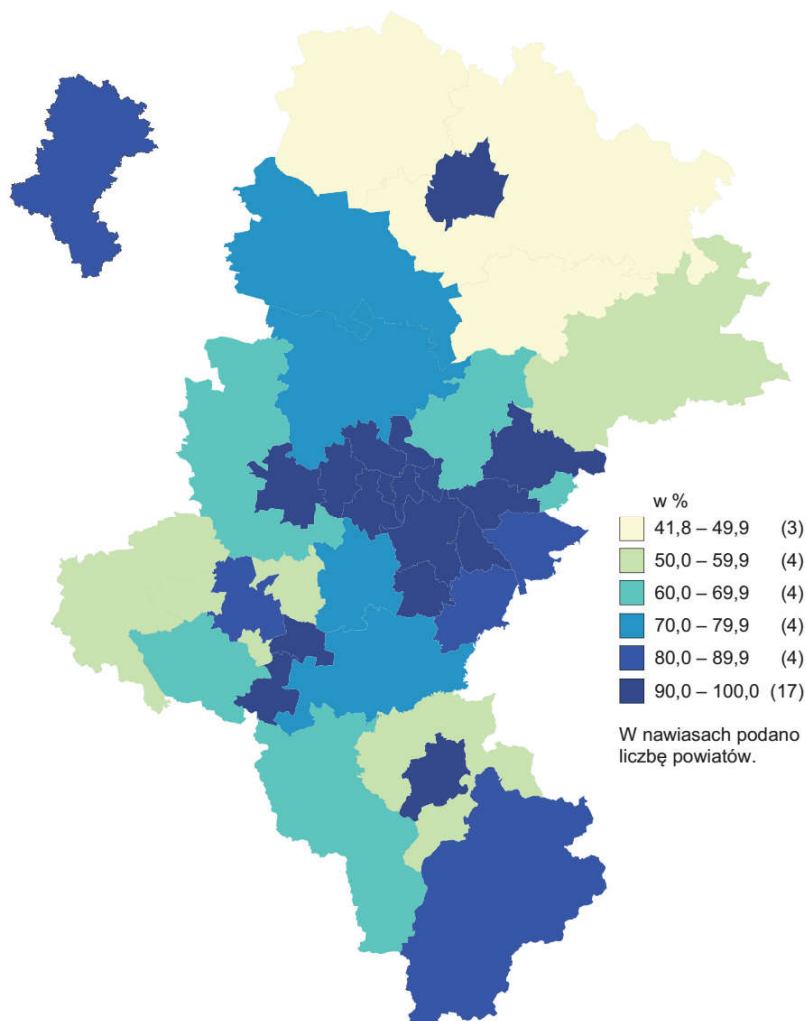 w %
41,8 – 49,9 (3)
50,0 – 59,9 (4)
60,0 – 69,9 (4)
70,0 – 79,9 (4)
80,0 – 89,9 (4)
90,0 – 100,0 (17)
W nawiasach podano
liczbę powiatów.